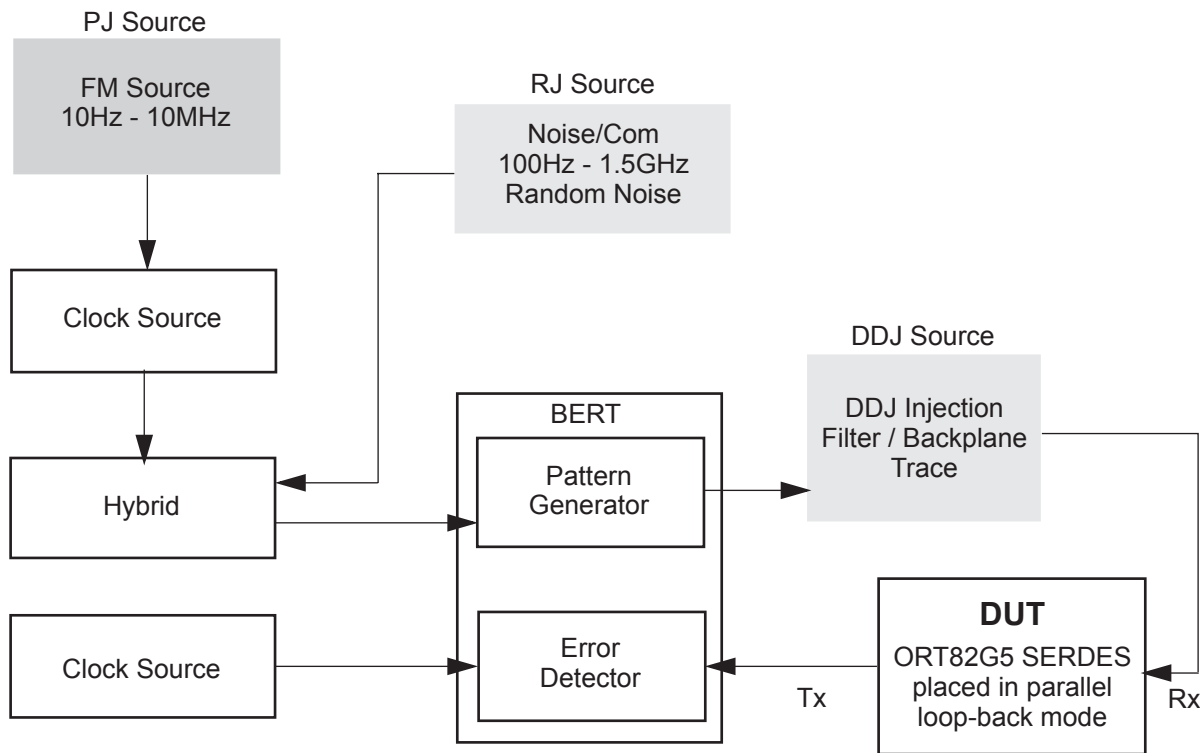 PJ Source
FM Source
10Hz - 10MHz
RJ Source
Noise/Com
100Hz - 1.5GHz
Random Noise
Clock Source
DDJ Source
DDJ Injection
Filter / Backplane
Trace
BERT
Pattern
Generator
Hybrid
Clock Source
Error
Detector
Tx
DUT
ORT82G5 SERDES
placed in parallel
loop-back mode
Rx